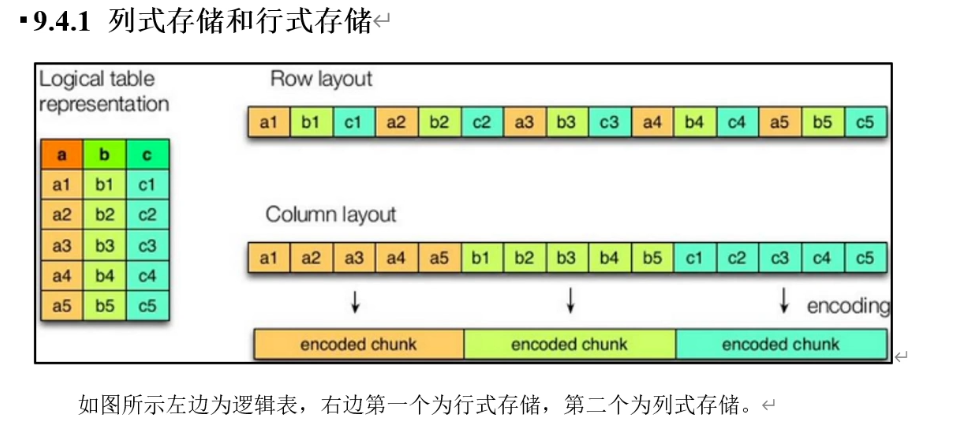 ▪9.4.1 列式存储和行式存储↵
Logical table
representation
a b c
a1 b1 c1
a2 b2 c2
a3 b3 c3
a4 b4 c4
a5 b5 c5
Row layout
a1 b1 c1 a2 b2 c2 a3 b3 c3 a4 b4 c4 a5 b5 c5
Column layout
a1 a2 a3 a4 a5 b1 b2 b3 b4 b5 c1 c2 c3 c4 c5
↓ ↓ ↓ encoding
encoded chunk encoded chunk encoded chunk
↵
如图所示左边为逻辑表，右边第一个为行式存储，第二个为列式存储。↵